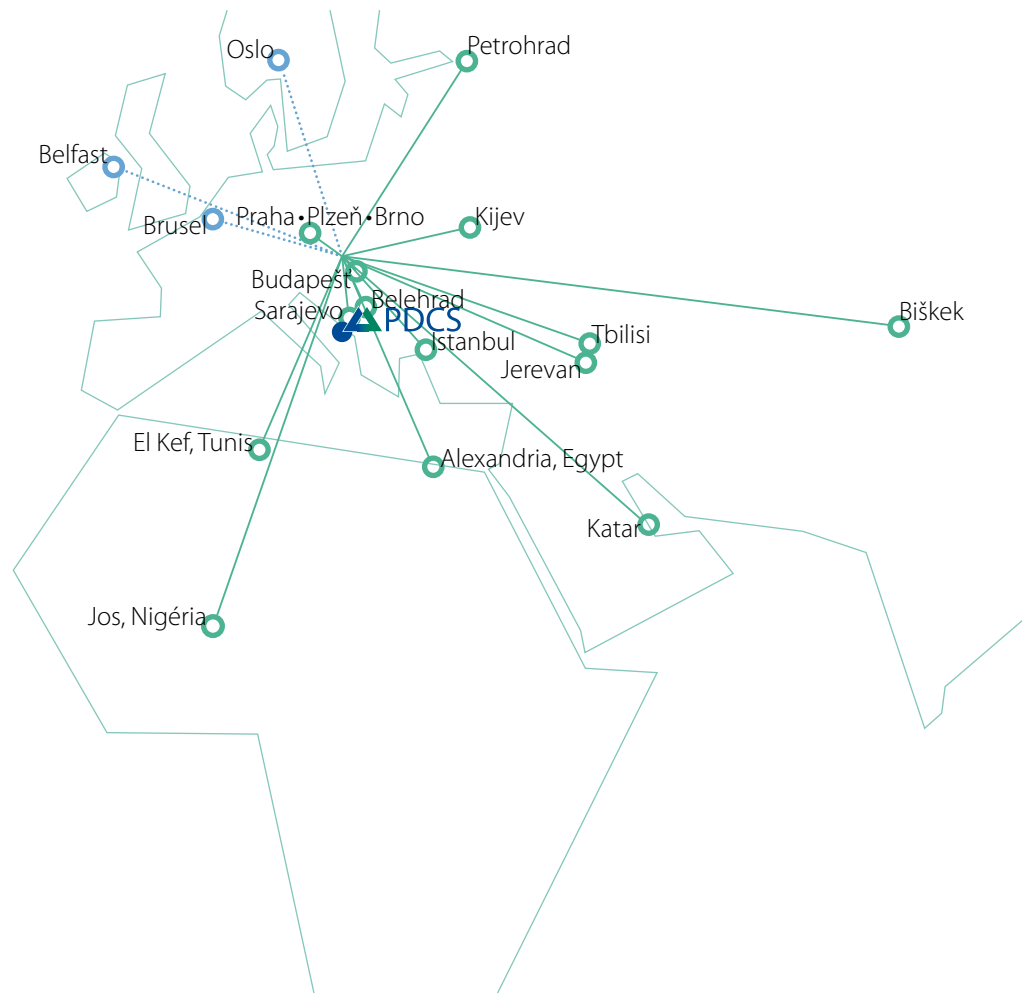 Oslo
Petrohrad
Belfast
Brusel
Praha•Plzeň•Brno
Kijev
Budapešť
Belehrad
Sarajevo
PDCS
Istanbul
Biškek
Tbilisi
Jerevan
El Kef, Tunis
Alexandria, Egypt
Katar
Jos, Nigéria